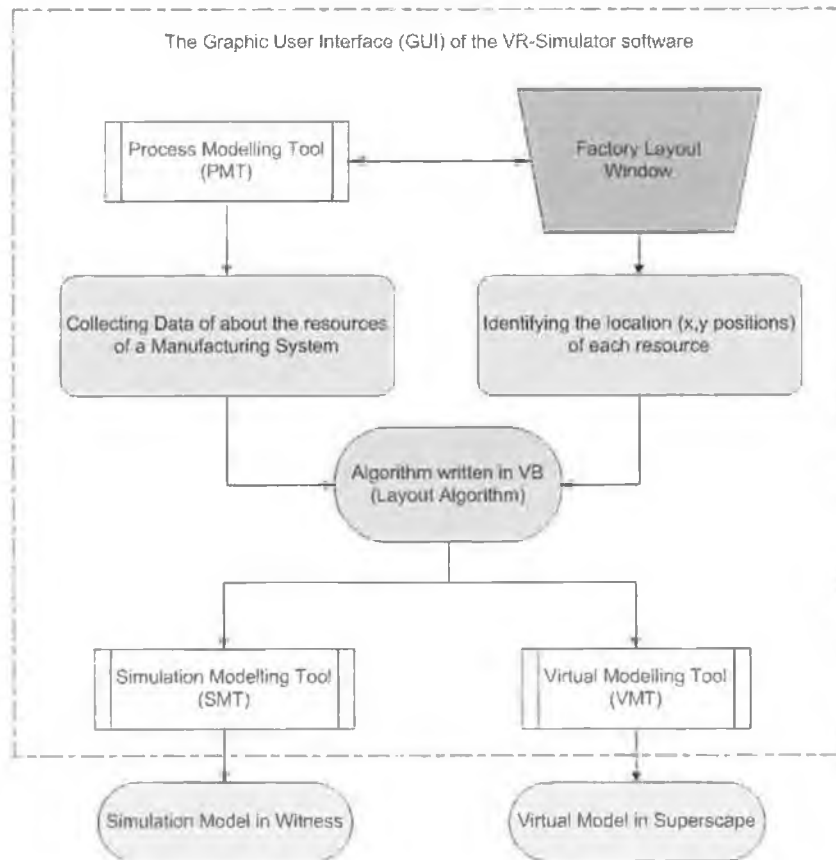 The Graphic User Interface (GUI) of the VR-Simulator software
Process Modelling Tool
(PMT)
Factory Layout
Window
Collecting Data of about the resources
of a Manufacturing System
Identifying the location (x,y positions)
of each resource
Algorithm written in VB
(Layout Algorithm)
Simulation Modelling Tool
(SMT)
Virtual Modelling Tool
(VMT)
Simulation Model in Witness
Virtual Model in Superscape